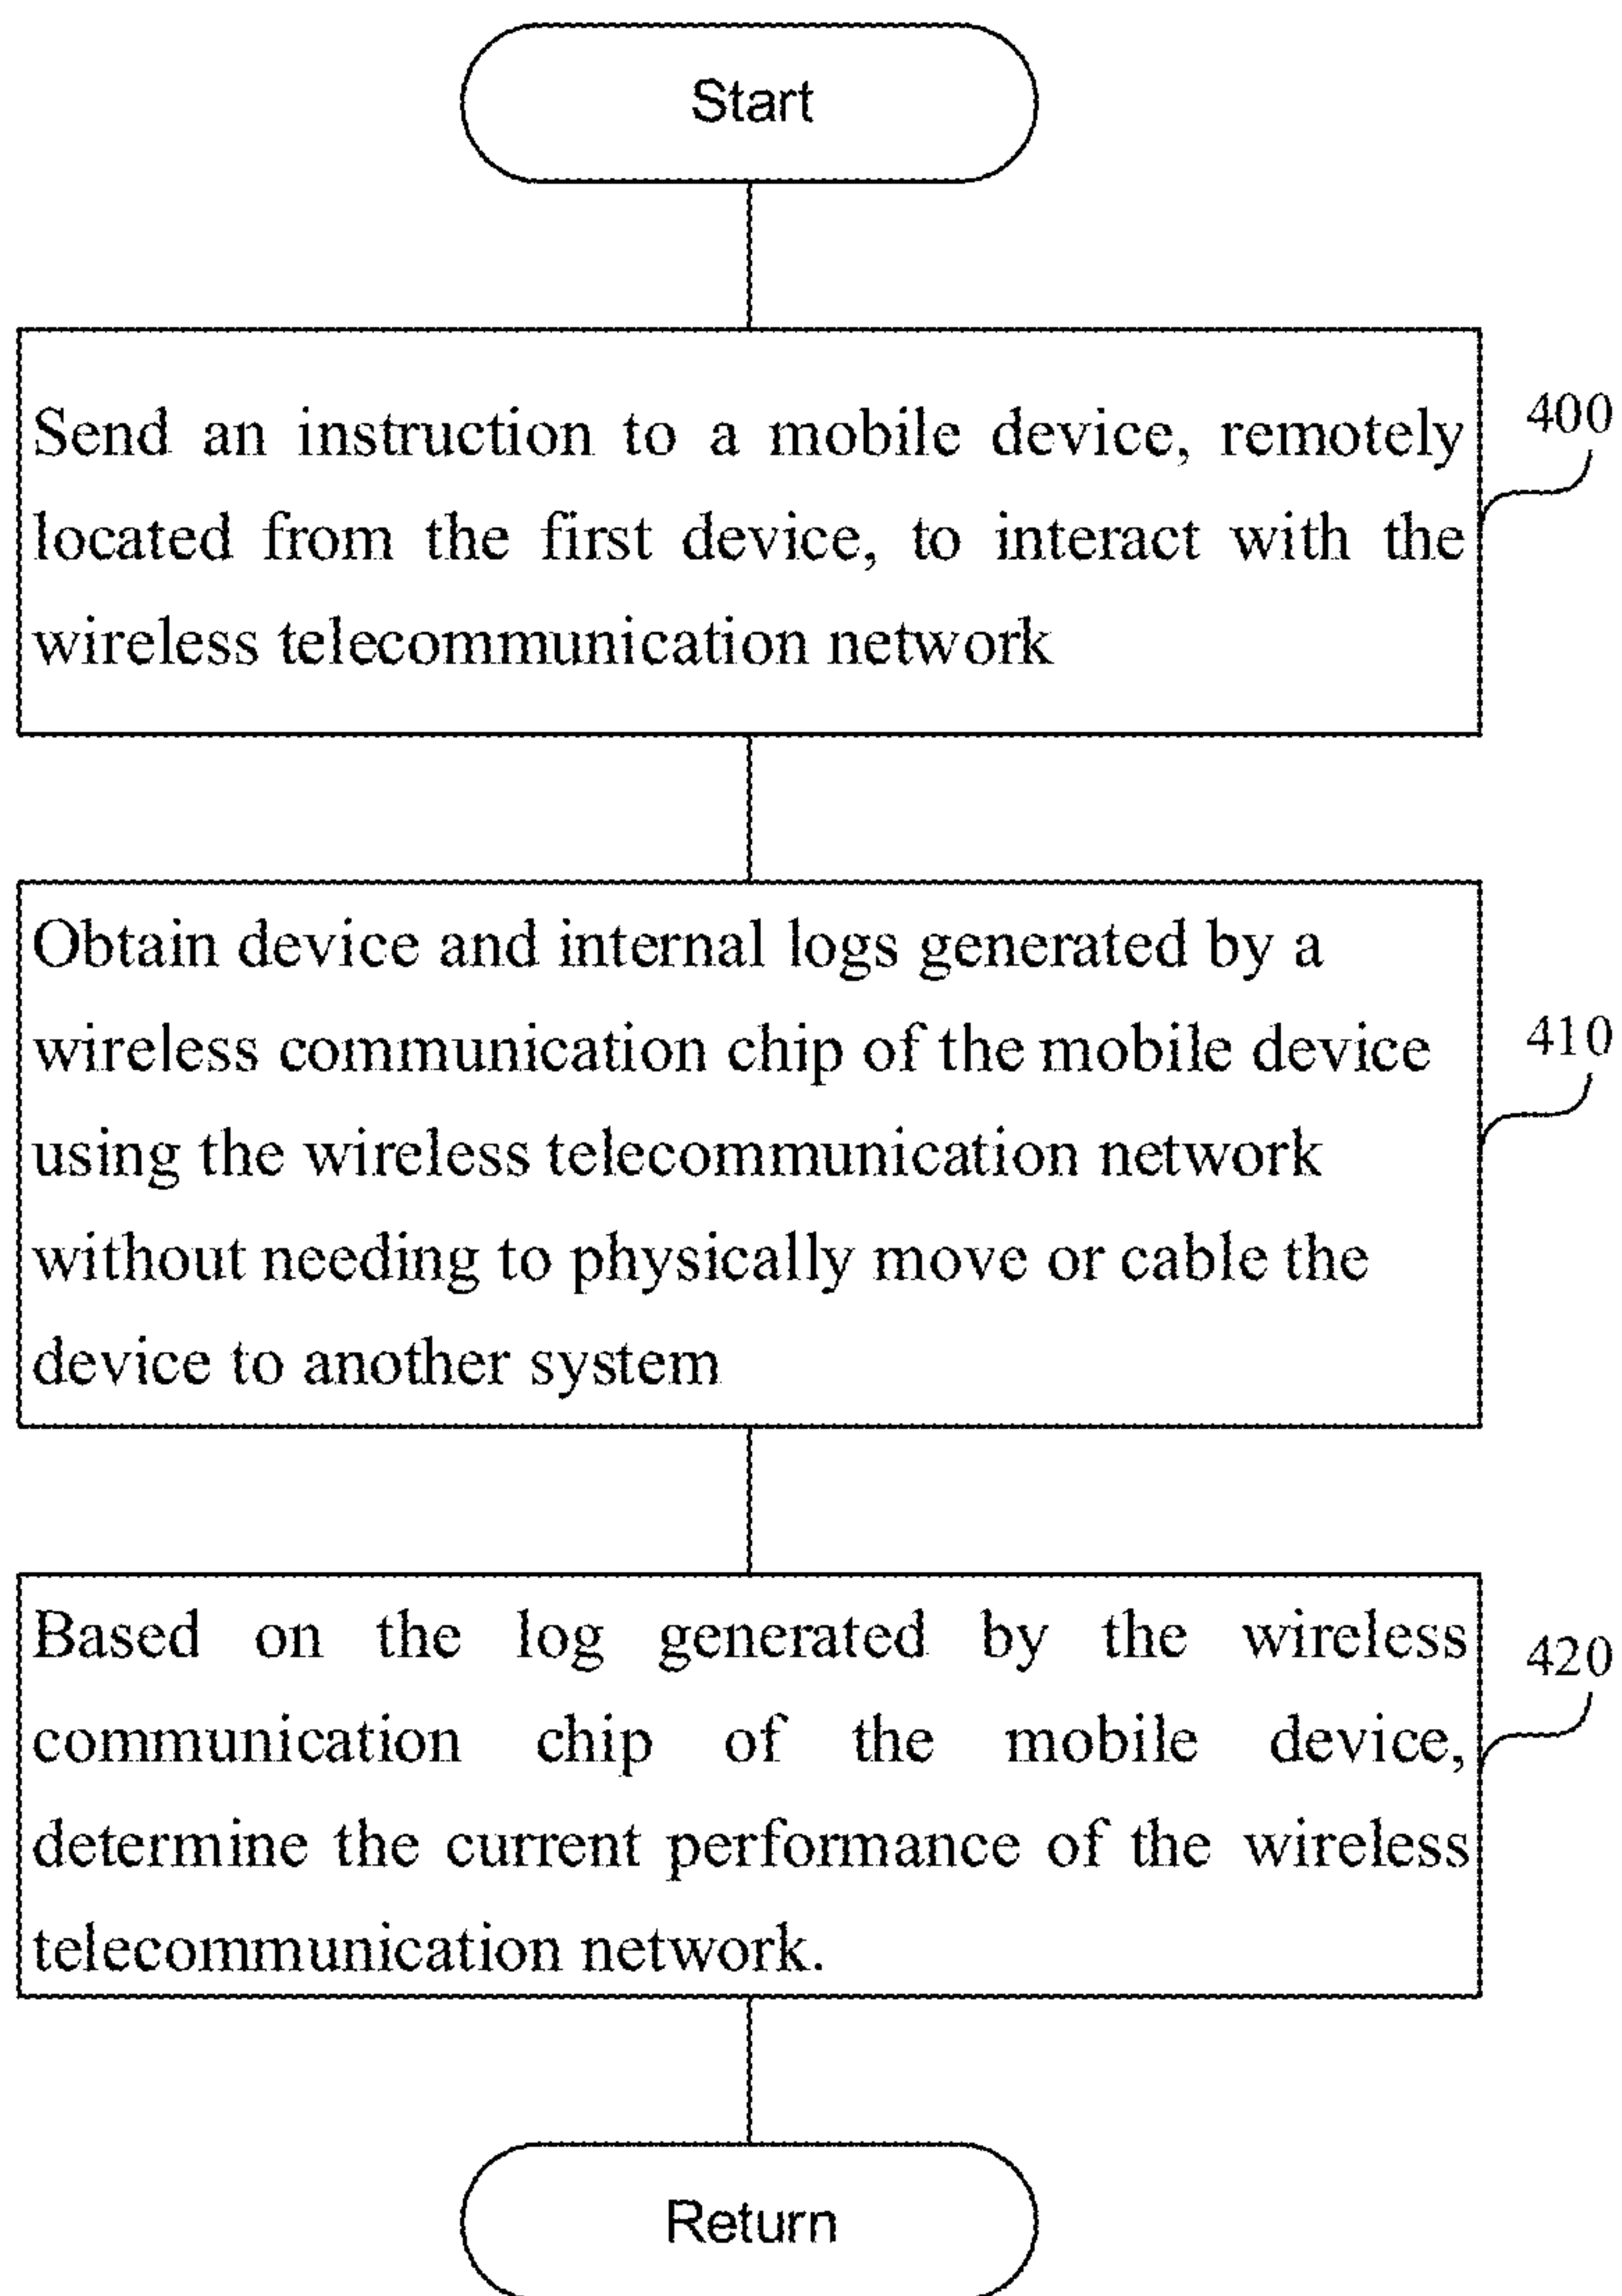 Start
Send an instruction to a mobile device, remotely
located from the first device, to interact with the
wireless telecommunication network
400
Obtain device and internal logs generated by a
wireless communication chip of the mobile device
using the wireless telecommunication network
without needing to physically move or cable the
device to another system
410
Based on the log generated by the wireless
communication chip of the mobile device,
determine the current performance of the wireless
telecommunication network.
420
Return